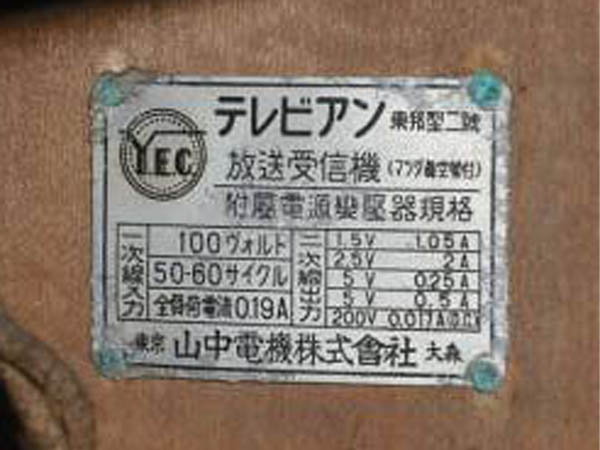 Y.E.C.
テレビアン 東邦型二號
放送受信機 (マツダ眞空管付)
附屬電源變壓器規格
一次線入力
100ヴォルト
50-60サイクル
全負荷電流0.19A
二次線出力
1.5V 1.05A
2.5V 2A
5V 0.25A
5V 0.5A
200V 0.017A(D.C.)
東京 山中電機株式會社 大森